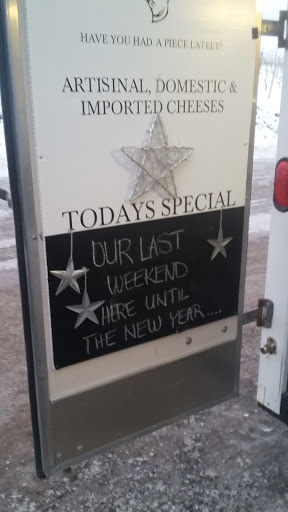 HAVE YOU HAD A PIECE LATELY?
ARTISINAL, DOMESTIC &
IMPORTED CHEESES
TODAYS SPECIAL
OUR LAST
WEEKEND
HERE UNTIL
THE NEW YEAR....